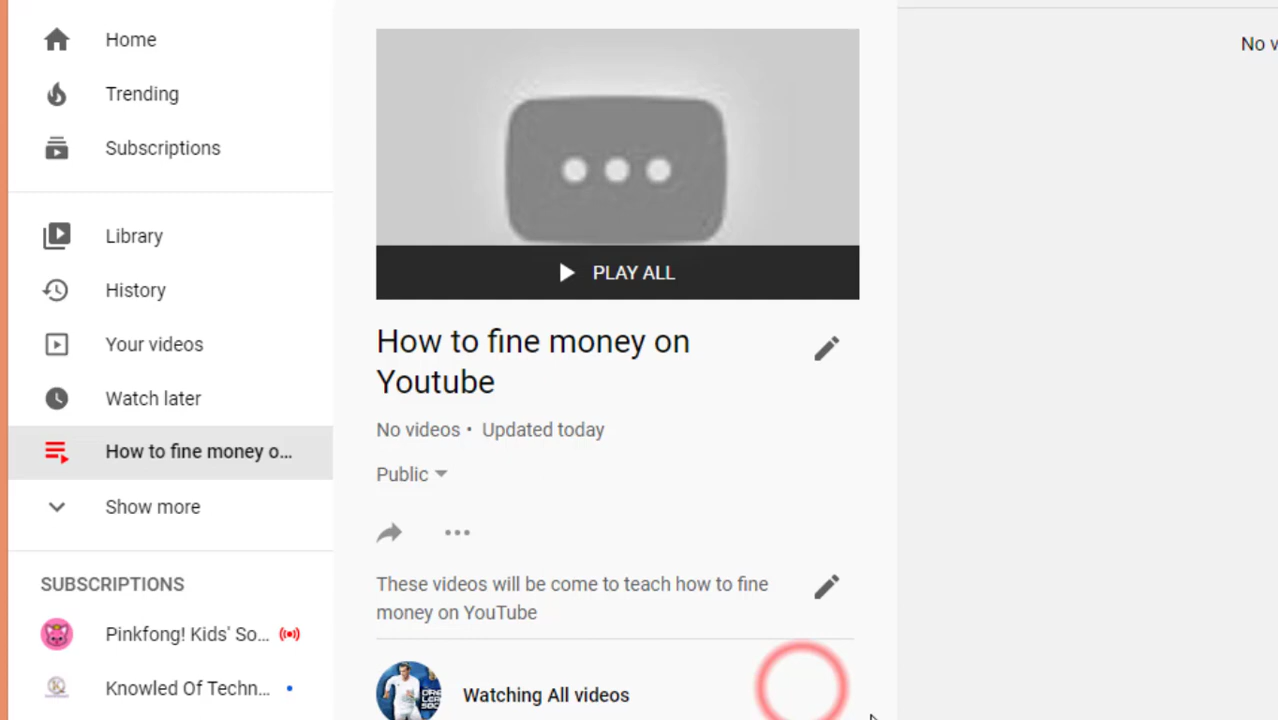 Home
Trending
Subscriptions
Library
History
Your videos
Watch later
How to fine money o...
Show more
SUBSCRIPTIONS
Pinkfong! Kids' So...
Knowled Of Techn...
PLAY ALL
How to fine money on
Youtube
No videos • Updated today
Public
These videos will be come to teach how to fine
money on YouTube
Watching All videos
No v